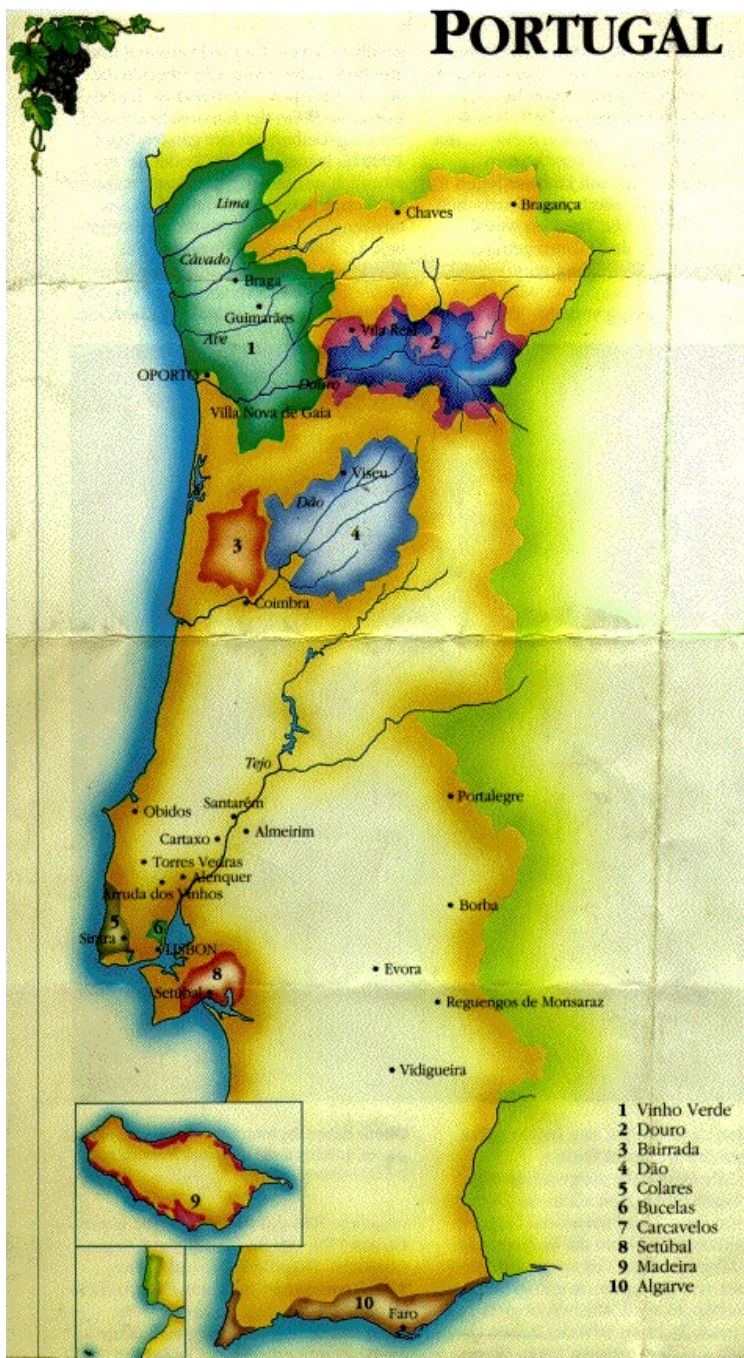 PORTUGAL
Lima
Chaves
Bragança
Cávado
Braga
Guimarães
Ave
1
Vila Real
2
OPORTO
Douro
Villa Nova de Gaia
Viseu
Dão
4
3
Coimbra
Tejo
Portalegre
Obidos
Santarém
Almeirim
Cartaxo
Torres Vedras
Alenquer
Arruda dos Vinhos
Borba
5
6
Sintra
LISBON
Evora
8
Setúbal
Reguengos de Monsaraz
Vidigueira
9
1 Vinho Verde
2 Douro
3 Bairrada
4 Dão
5 Colares
6 Bucelas
7 Carcavelos
8 Setúbal
9 Madeira
10 Algarve
10
Faro